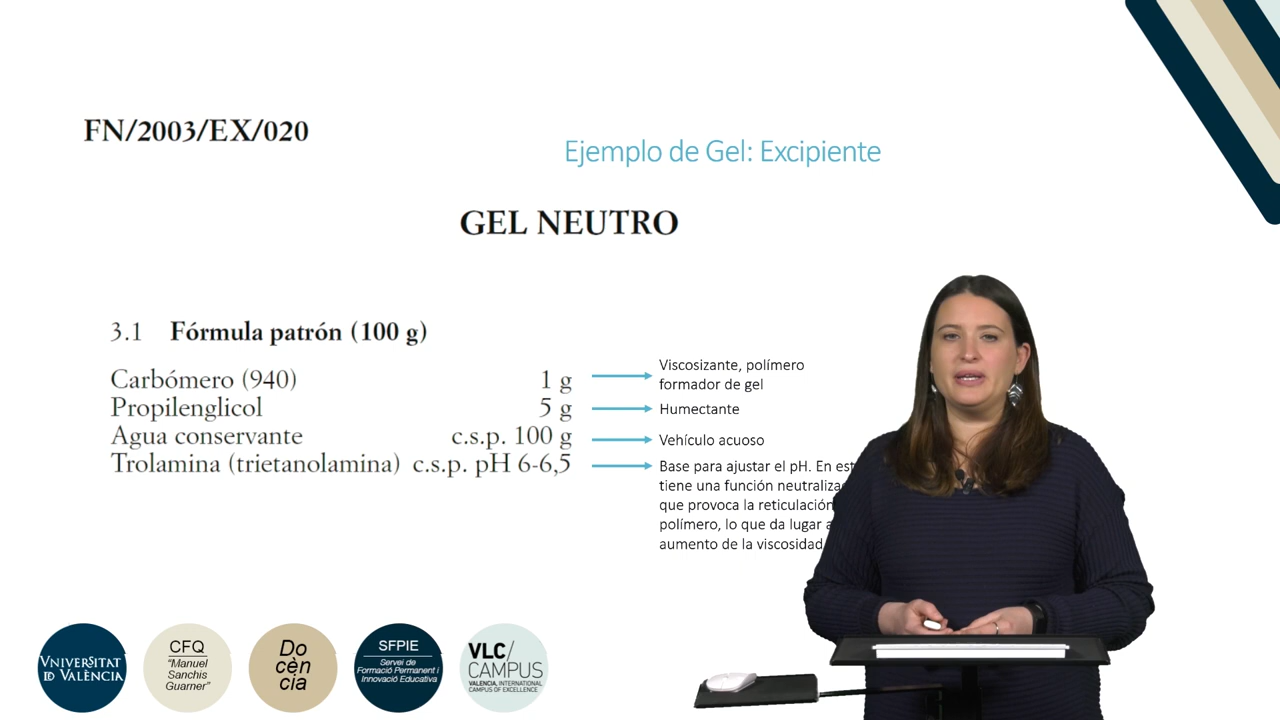 FN/2003/EX/020
Ejemplo de Gel: Excipiente
GEL NEUTRO
3.1 Fórmula patrón (100 g)
Carbómero (940) 1 g
Propilenglicol 5 g
Agua conservante c.s.p. 100 g
Trolamina (trietanolamina) c.s.p. pH 6-6,5
Viscosizante, polímero
formador de gel
Humectante
Vehículo acuoso
Base para ajustar el pH. En
tiene una función
que provoca la reticulación
polímero, lo que da lugar
aumento de la viscosidad
VNIVERSITAT
ID VALÈNCIA
CFQ
"Manuel
Sanchis
Guarner"
Do
cèn
cia
SFPIE
Servei de
Formació Permanent i
Innovació Educativa
VLC/
CAMPUS
VALENCIA, INTERNATIONAL
CAMPUS OF EXCELLENCE